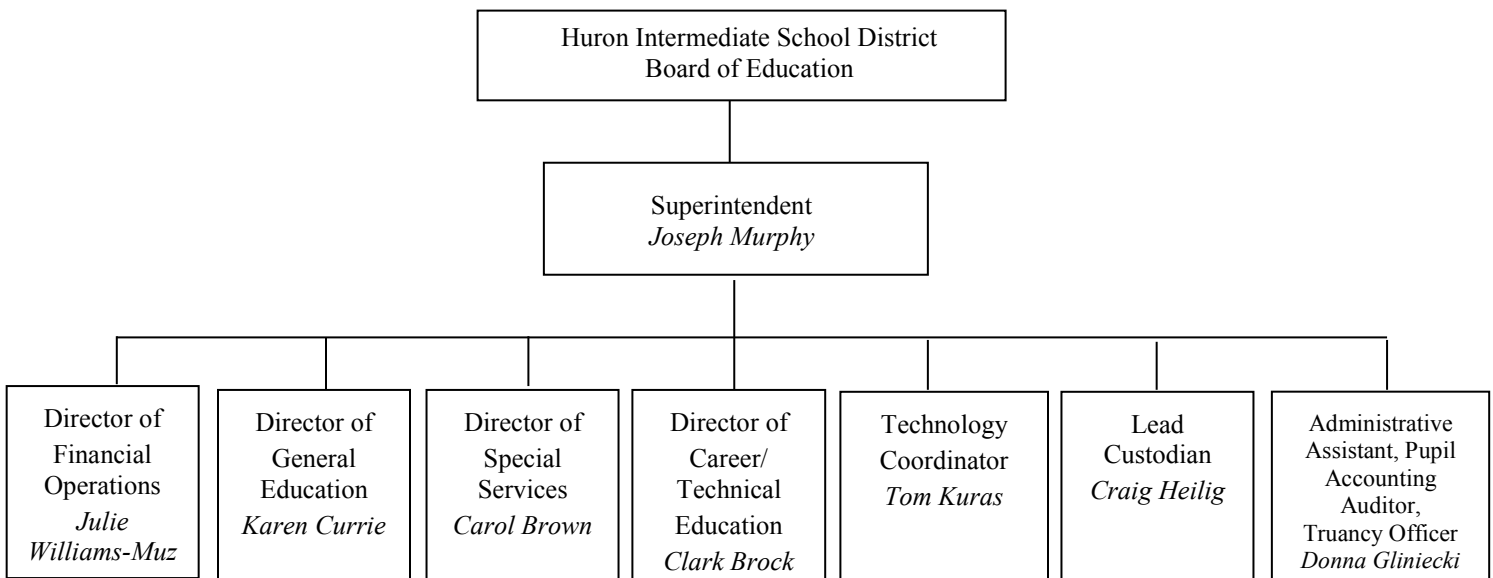 Huron Intermediate School District
Board of Education
Superintendent
Joseph Murphy
Director of
Financial
Operations
Julie
Williams-Muz
Director of
General
Education
Karen Currie
Director of
Special
Services
Carol Brown
Director of
Career/
Technical
Education
Clark Brock
Technology
Coordinator
Tom Kuras
Lead
Custodian
Craig Heilig
Administrative
Assistant, Pupil
Accounting
Auditor,
Truancy Officer
Donna Gliniecki